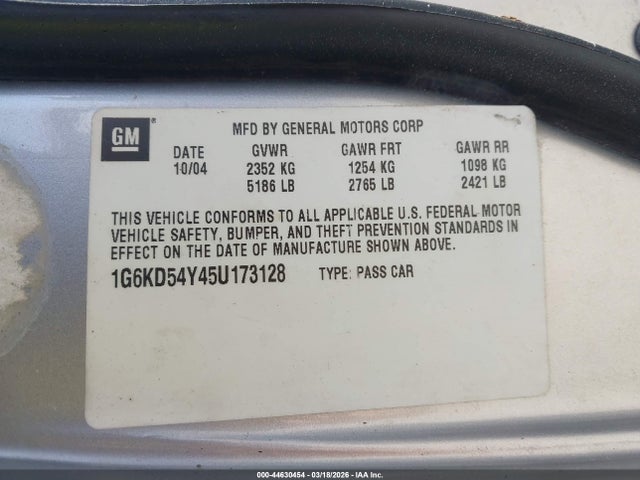 GM®
MFD BY GENERAL MOTORS CORP
DATE GVWR GAWR FRT GAWR RR
10/04 2352 KG 1254 KG 1098 KG
5186 LB 2765 LB 2421 LB
THIS VEHICLE CONFORMS TO ALL APPLICABLE U.S. FEDERAL MOTOR
VEHICLE SAFETY, BUMPER, AND THEFT PREVENTION STANDARDS IN
EFFECT ON THE DATE OF MANUFACTURE SHOWN ABOVE.
1G6KD54Y45U173128 TYPE: PASS CAR
000-44630454 - 03/18/2026 - IAA Inc.